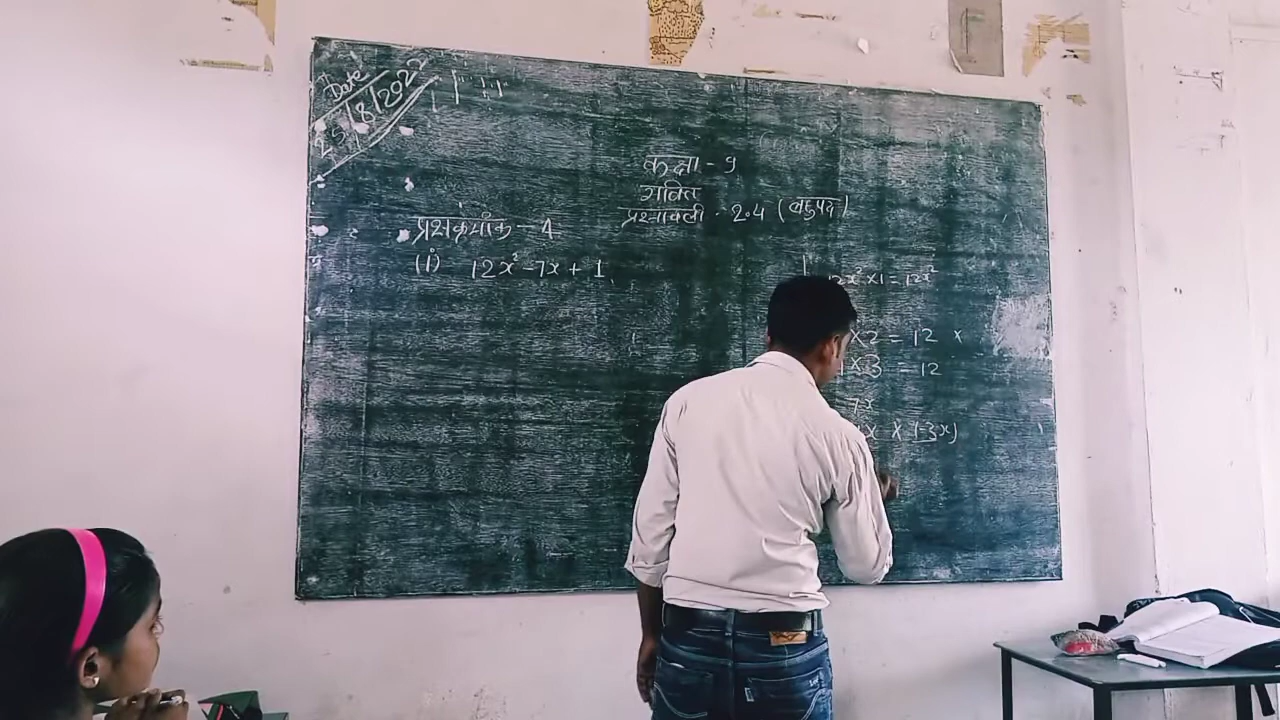 Date
25/8/2022
कक्षा - 9
गणित
प्रश्नावली - 2.4 (बहुपद)
प्रश्न क्रमांक - 4
(i) 12x² - 7x + 1
12x² × 1 = 12x²
× 2 = 12 ×
× 3 = 12
7x
x × (-3x)